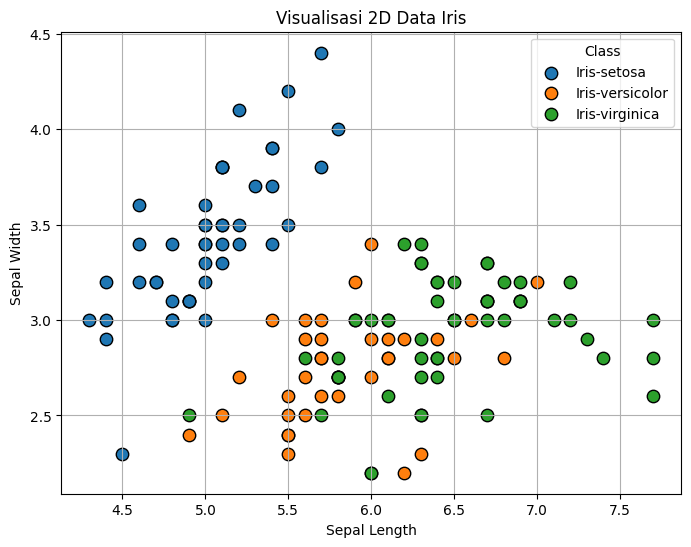 Visualisasi 2D Data Iris
Class
Iris-setosa
Iris-versicolor
Iris-virginica
Sepal Width
4.5
4.0
3.5
3.0
2.5
4.5 5.0 5.5 6.0 6.5 7.0 7.5
Sepal Length